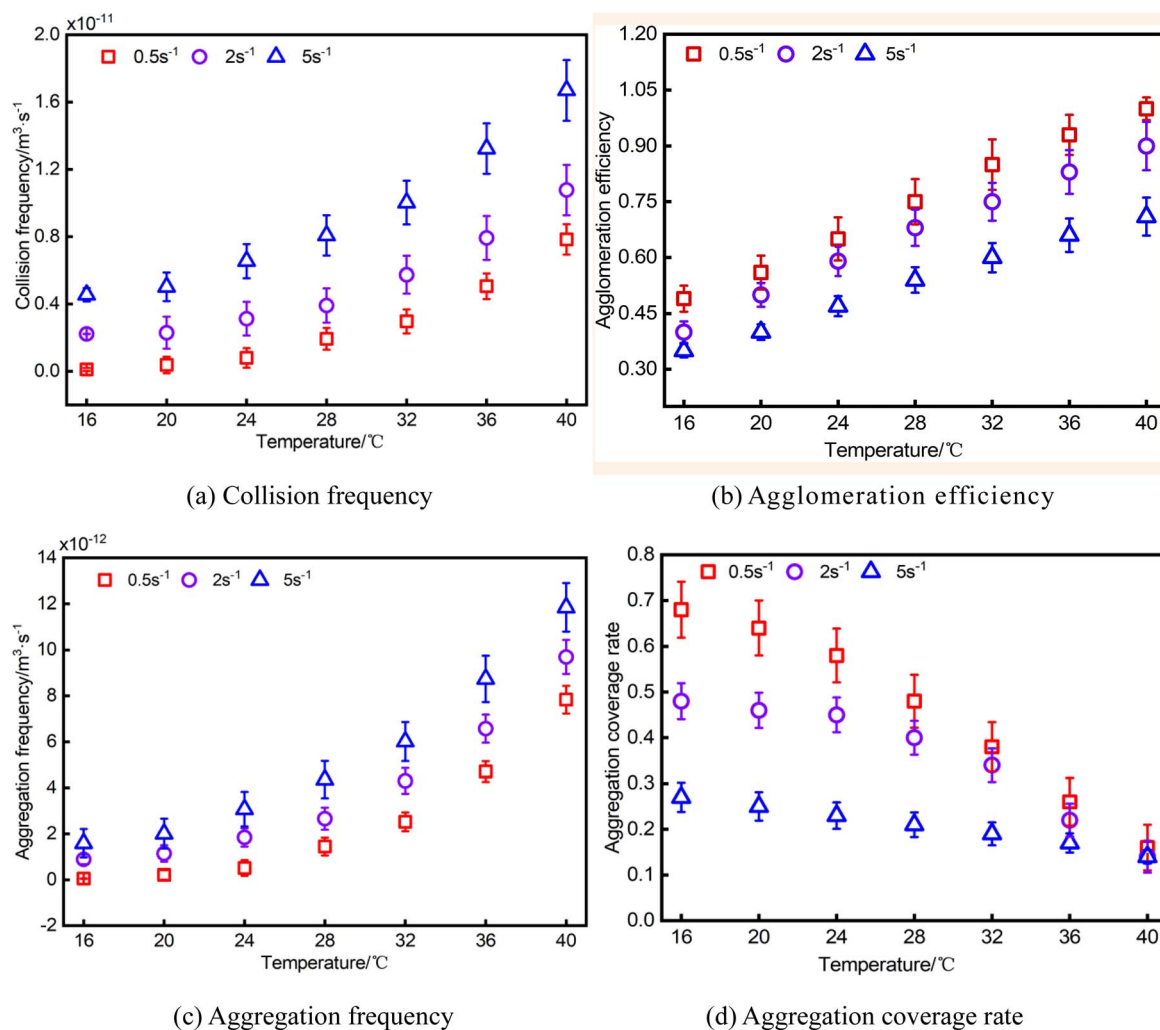 ×10⁻¹¹
2.0
1.6
1.2
0.8
0.4
0.0
Collision frequency/m³·s⁻¹
0.5s⁻¹ 2s⁻¹ 5s⁻¹
16 20 24 28 32 36 40
Temperature/℃
(a) Collision frequency
1.20
1.05
0.90
0.75
0.60
0.45
0.30
Agglomeration efficiency
0.5s⁻¹ 2s⁻¹ 5s⁻¹
16 20 24 28 32 36 40
Temperature/℃
(b) Agglomeration efficiency
×10⁻¹²
14
12
10
8
6
4
2
0
-2
Aggregation frequency/m³·s⁻¹
0.5s⁻¹ 2s⁻¹ 5s⁻¹
16 20 24 28 32 36 40
Temperature/℃
(c) Aggregation frequency
0.8
0.7
0.6
0.5
0.4
0.3
0.2
0.1
0.0
Aggregation coverage rate
0.5s⁻¹ 2s⁻¹ 5s⁻¹
16 20 24 28 32 36 40
Temperature/℃
(d) Aggregation coverage rate